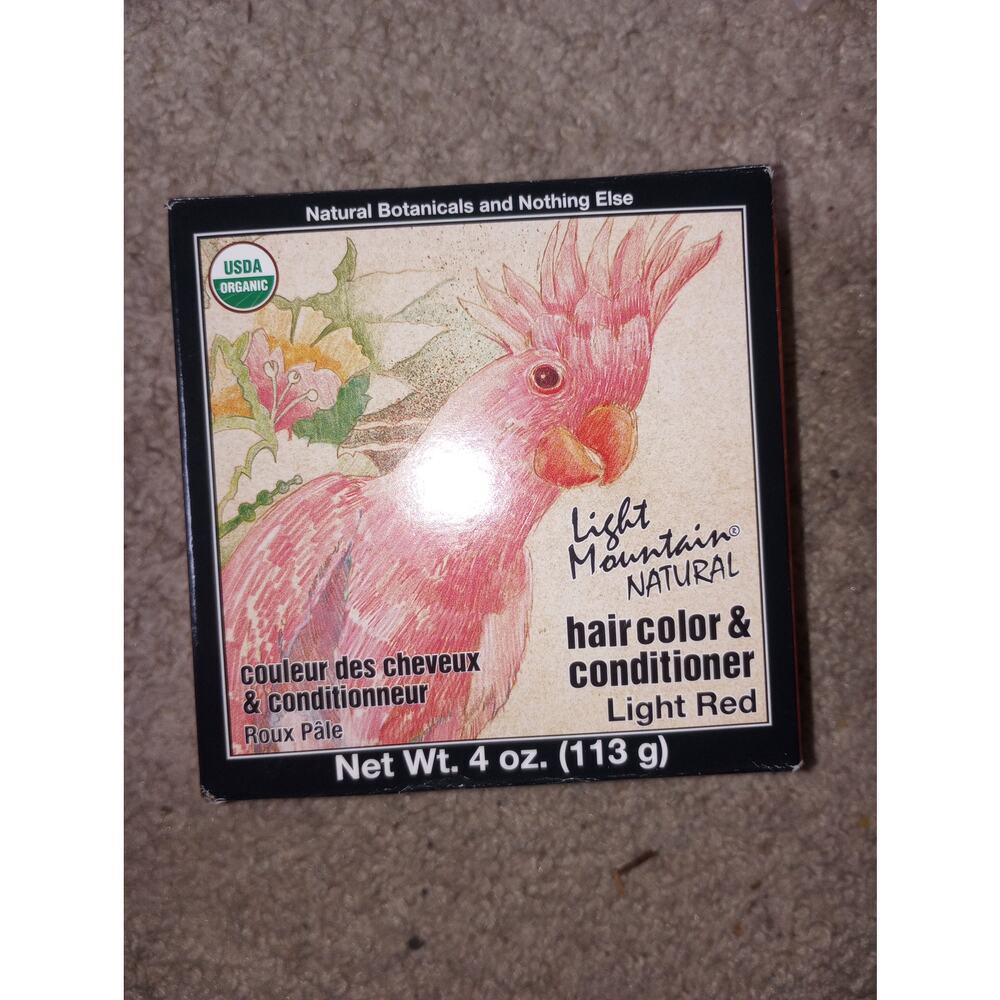 Natural Botanicals and Nothing Else
USDA
ORGANIC
Light
Mountain®
NATURAL
hair color &
conditioner
Light Red
couleur des cheveux
& conditionneur
Roux Pâle
Net Wt. 4 oz. (113 g)